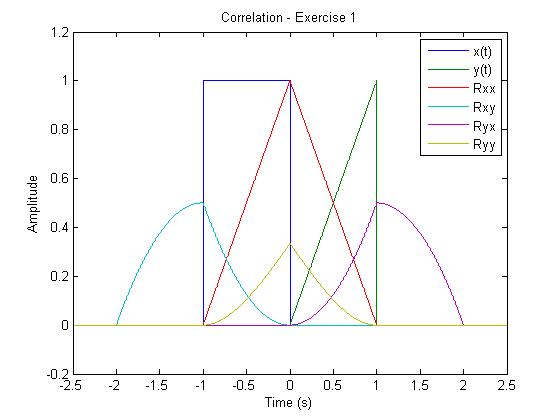 Correlation - Exercise 1
x(t)
y(t)
Rxx
Rxy
Ryx
Ryy
Amplitude
1.2
1
0.8
0.6
0.4
0.2
0
-0.2
-2.5 -2 -1.5 -1 -0.5 0 0.5 1 1.5 2 2.5
Time (s)